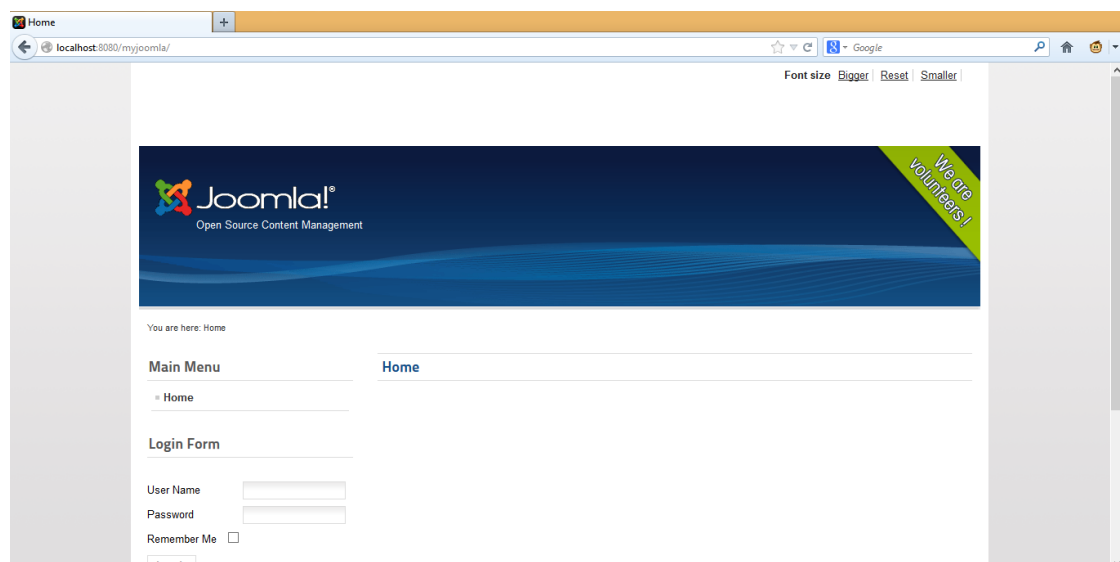 Home
localhost:8080/myjoomla/
Google
Font size Bigger Reset Smaller
Joomla!®
Open Source Content Management
We are
volunteers!
You are here: Home
Main Menu
Home
Home
Login Form
User Name
Password
Remember Me